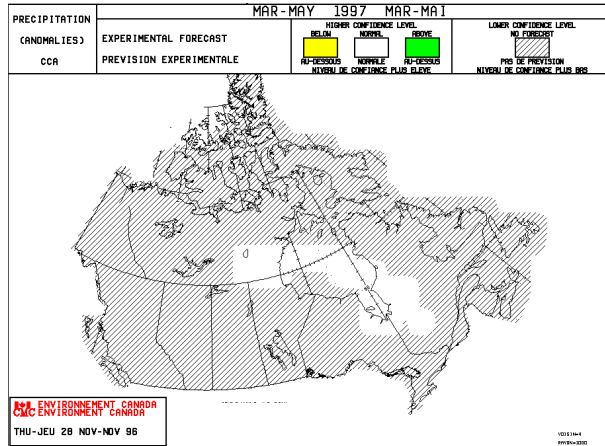 PRECIPITATION
(ANOMALIES)
CCA
MAR-MAY 1997 MAR-MAI
EXPERIMENTAL FORECAST
PREVISION EXPERIMENTALE
HIGHER CONFIDENCE LEVEL
BELOW NORMAL ABOVE
AU-DESSOUS NORMALE AU-DESSUS
NIVEAU DE CONFIANCE PLUS ELEVE
LOWER CONFIDENCE LEVEL
NO FORECAST
PAS DE PREVISION
NIVEAU DE CONFIANCE PLUS BAS
CMC ENVIRONNEMENT CANADA
ENVIRONMENT CANADA
THU-JEU 28 NOV-NOV 96